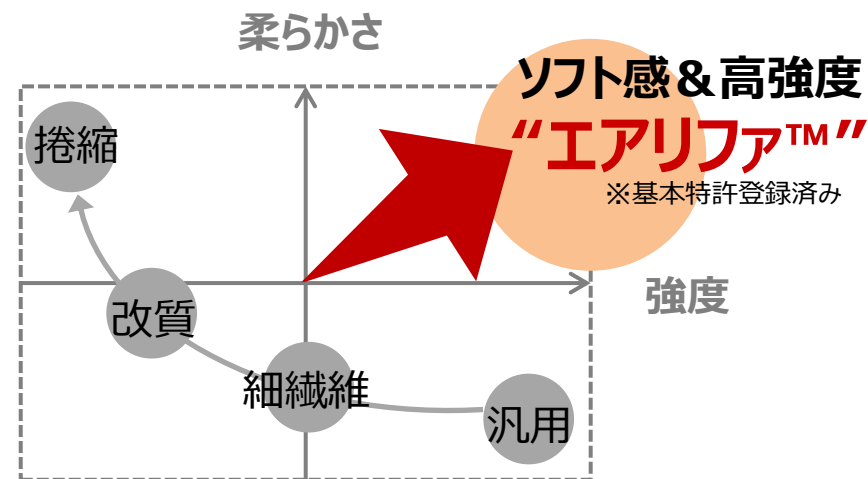 柔らかさ
ソフト感＆高強度
“エアリファ™”
※基本特許登録済み
捲縮
強度
改質
細繊維
汎用